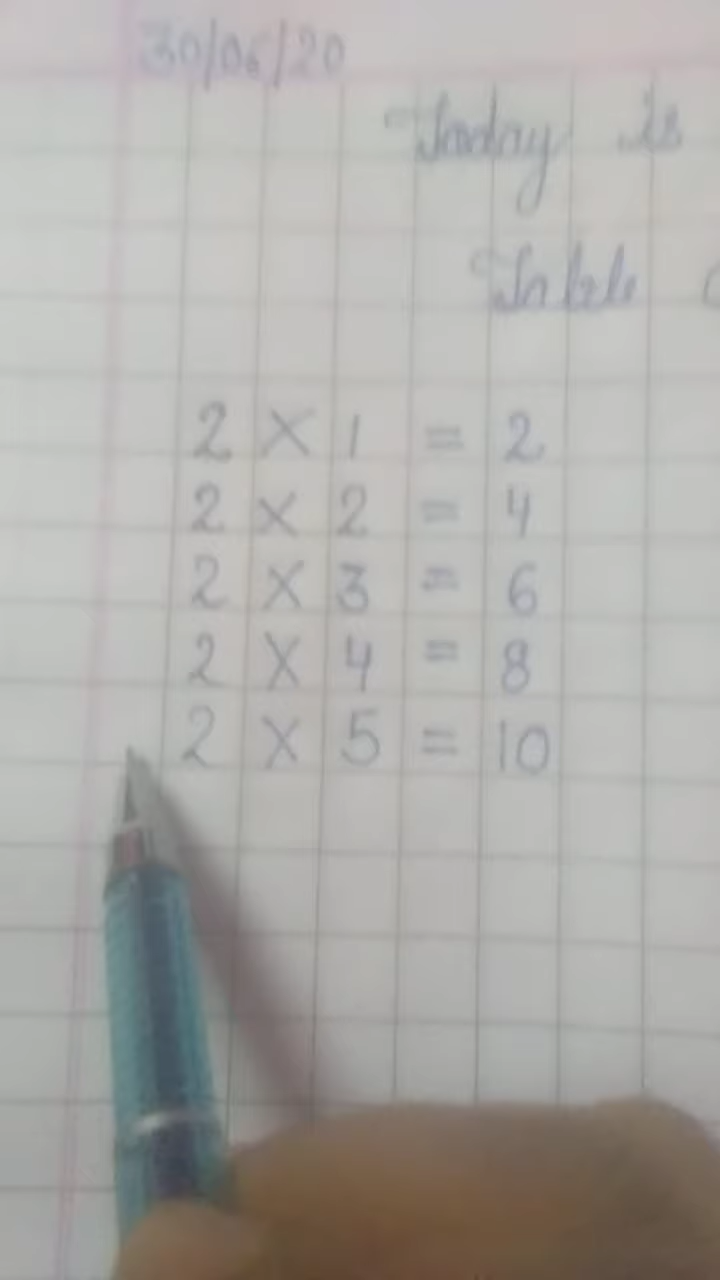 30/06/20
Today is
Table
2 × 1 = 2
2 × 2 = 4
2 × 3 = 6
2 × 4 = 8
2 × 5 = 10